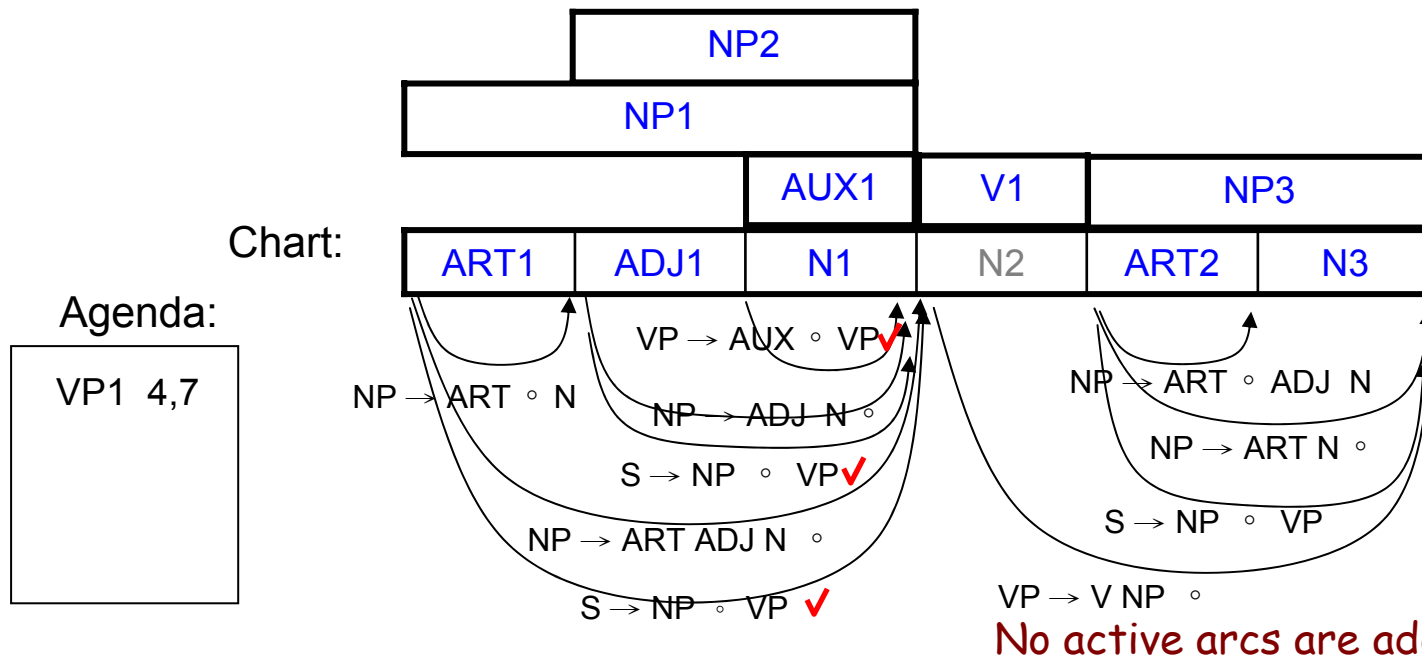 NP2
NP1
AUX1 V1 NP3
Chart:
ART1 ADJ1 N1 N2 ART2 N3
Agenda:
VP1 4,7
VP → AUX ◦ VP ✓
NP → ART ◦ N
NP → ADJ N ◦
NP → ART ◦ ADJ N
NP → ART N ◦
S → NP ◦ VP ✓
S → NP ◦ VP
NP → ART ADJ N ◦
S → NP ◦ VP ✓
VP → V NP ◦
No active arcs are